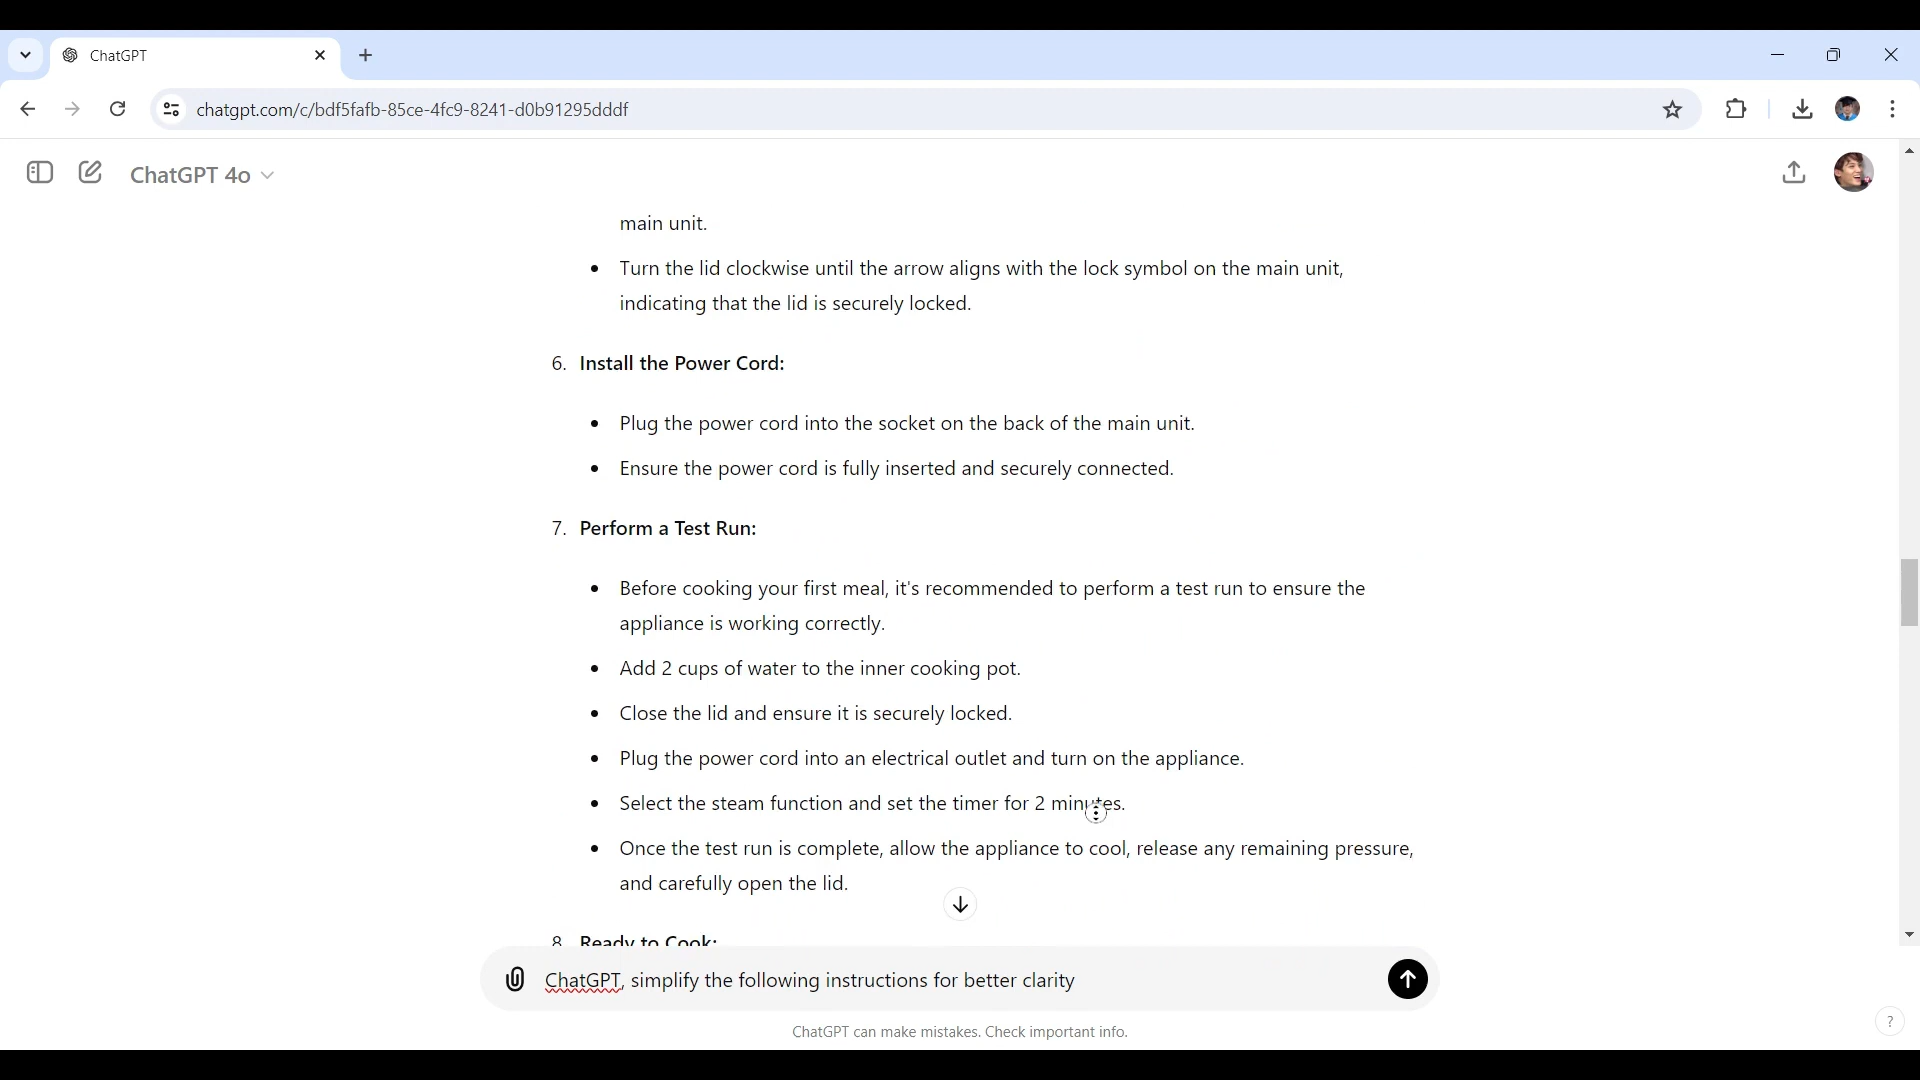 ChatGPT
chatgpt.com/c/bdf5fafb-85ce-4fc9-8241-d0b91295dddf
ChatGPT 4o
main unit.
• Turn the lid clockwise until the arrow aligns with the lock symbol on the main unit,
indicating that the lid is securely locked.
6. Install the Power Cord:
• Plug the power cord into the socket on the back of the main unit.
• Ensure the power cord is fully inserted and securely connected.
7. Perform a Test Run:
• Before cooking your first meal, it's recommended to perform a test run to ensure the
appliance is working correctly.
• Add 2 cups of water to the inner cooking pot.
• Close the lid and ensure it is securely locked.
• Plug the power cord into an electrical outlet and turn on the appliance.
• Select the steam function and set the timer for 2 minutes.
• Once the test run is complete, allow the appliance to cool, release any remaining pressure,
and carefully open the lid.
8. Ready to Cook:
ChatGPT, simplify the following instructions for better clarity
ChatGPT can make mistakes. Check important info.
?